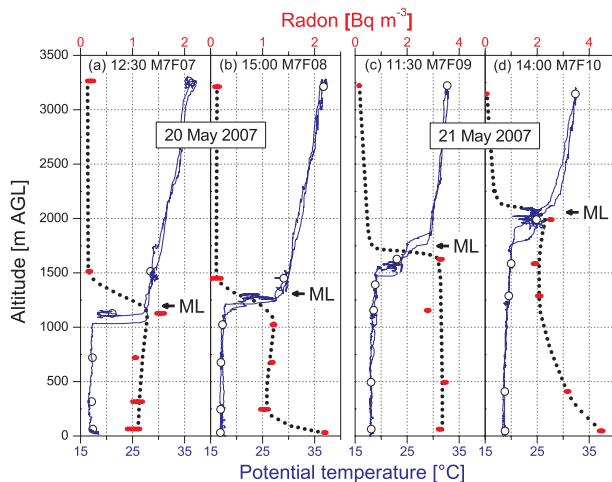 Radon [Bq m⁻³]
0 2 4 0 2 4 0 2 4 0 2 4
(a) 12:30 M7F07 (b) 15:00 M7F08 (c) 11:30 M7F09 (d) 14:00 M7F10
20 May 2007 21 May 2007
ML ML ML ML
Altitude [m AGL]
3500
3000
2500
2000
1500
1000
500
0
15 25 35 15 25 35 15 25 35 15 25 35
Potential temperature [°C]